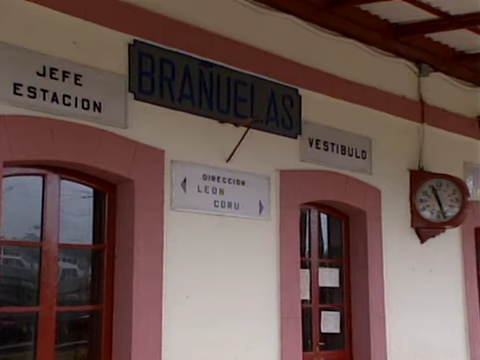 JEFE
ESTACION
BRAÑUELAS
VESTIBULO
DIRECCION
LEON
CORU